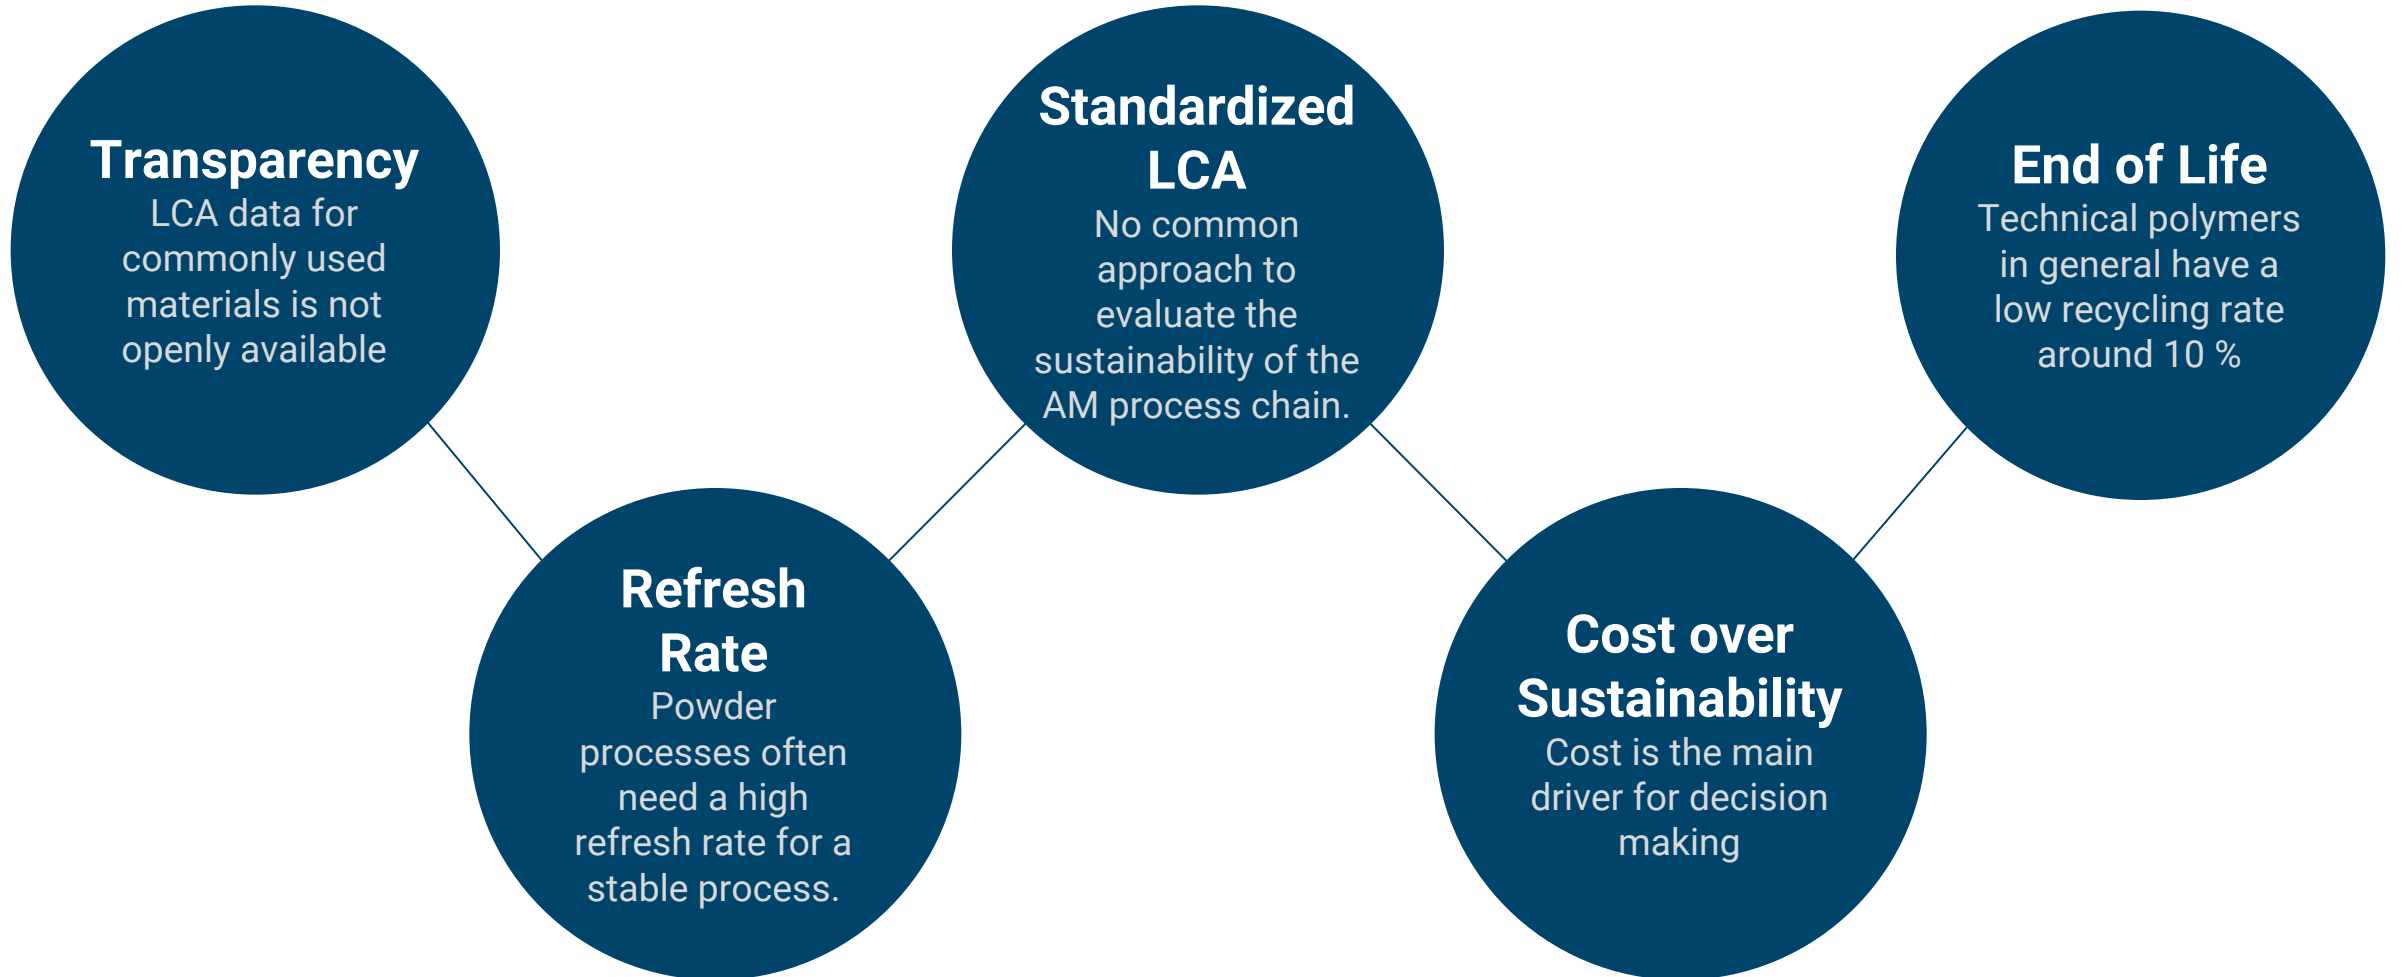 Transparency
LCA data for
commonly used
materials is not
openly available
Refresh
Rate
Powder
processes often
need a high
refresh rate for a
stable process.
Standardized
LCA
No common
approach to
evaluate the
sustainability of the
AM process chain.
Cost over
Sustainability
Cost is the main
driver for decision
making
End of Life
Technical polymers
in general have a
low recycling rate
around 10 %